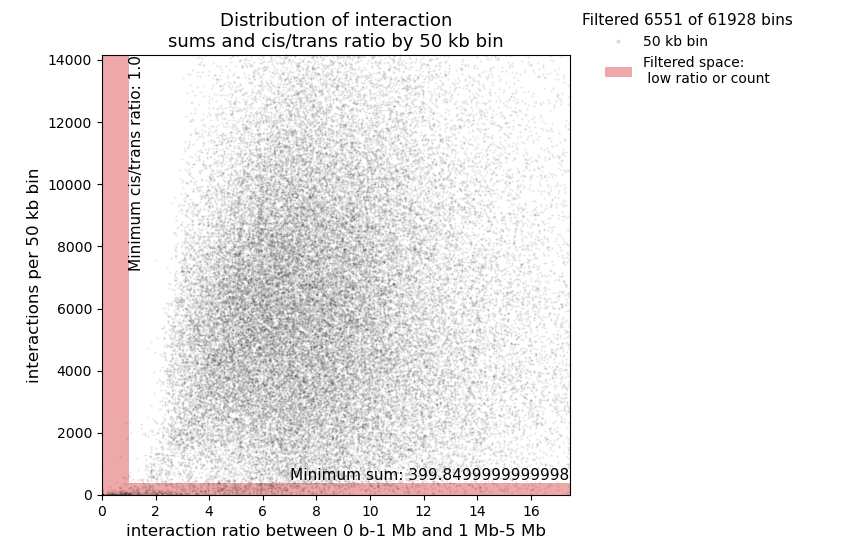 Distribution of interaction
sums and cis/trans ratio by 50 kb bin
Filtered 6551 of 61928 bins
50 kb bin
Filtered space:
low ratio or count
14000
12000
10000
8000
6000
4000
2000
0
interactions per 50 kb bin
Minimum cis/trans ratio: 1.0
Minimum sum: 399.8499999999998
0 2 4 6 8 10 12 14 16
interaction ratio between 0 b-1 Mb and 1 Mb-5 Mb